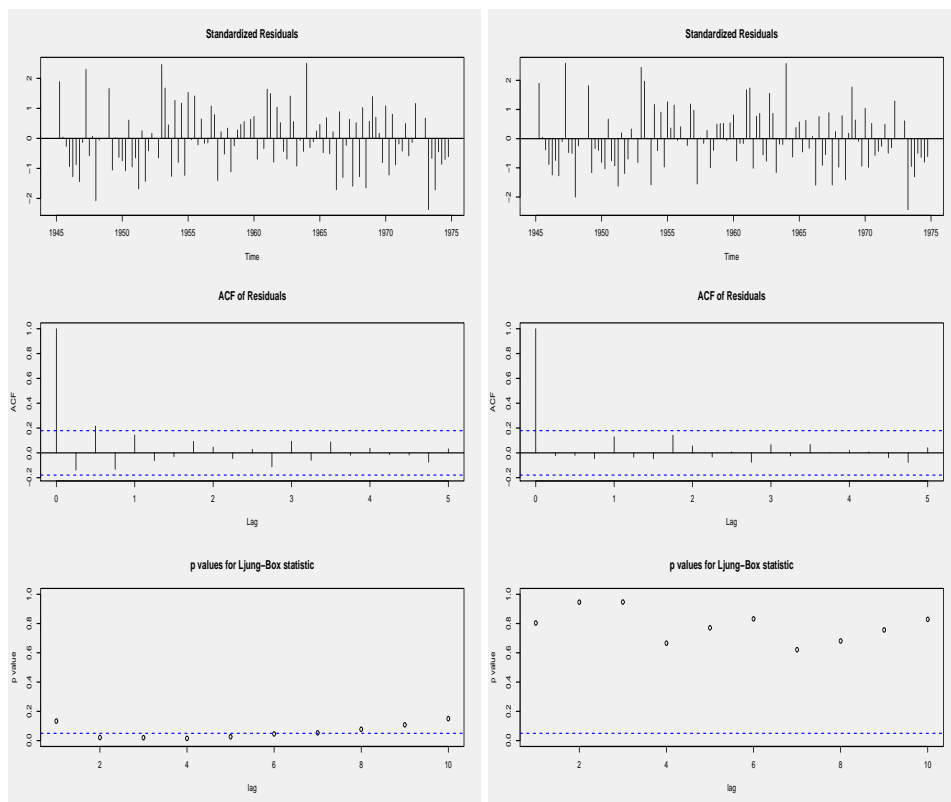 Standardized Residuals
2
1
0
−1
−2
1945 1950 1955 1960 1965 1970 1975
Time
ACF of Residuals
ACF
1.0
0.8
0.6
0.4
0.2
0.0
−0.2
0 1 2 3 4 5
Lag
p values for Ljung−Box statistic
p value
1.0
0.8
0.6
0.4
0.2
0.0
2 4 6 8 10
lag
Standardized Residuals
2
1
0
−1
−2
1945 1950 1955 1960 1965 1970 1975
Time
ACF of Residuals
ACF
1.0
0.8
0.6
0.4
0.2
0.0
−0.2
0 1 2 3 4 5
Lag
p values for Ljung−Box statistic
p value
1.0
0.8
0.6
0.4
0.2
0.0
2 4 6 8 10
lag